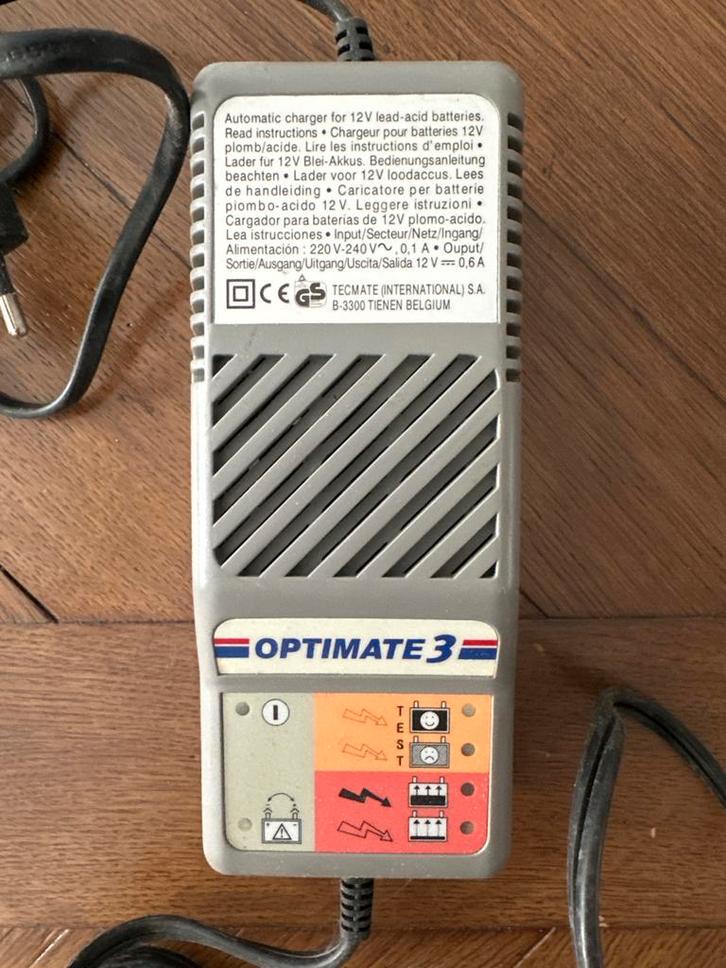 Automatic charger for 12V lead-acid batteries.
Read instructions • Chargeur pour batteries 12V
plomb/acide. Lire les instructions d'emploi •
Lader fur 12V Blei-Akkus. Bedienungsanleitung
beachten • Lader voor 12V loodaccus. Lees
de handleiding • Caricatore per batterie
piombo-acido 12 V. Leggere istruzioni •
Cargador para baterias de 12V plomo-acido.
Lea istrucciones • Input/Secteur/Netz/Ingang/
Alimentación : 220 V-240 V~, 0,1 A • Ouput/
Sortie/Ausgang/Uitgang/Uscita/Salida 12 V ⎓ 0,6 A
CE GS TECMATE (INTERNATIONAL) S.A.
B-3300 TIENEN BELGIUM
OPTIMATE 3
TEST